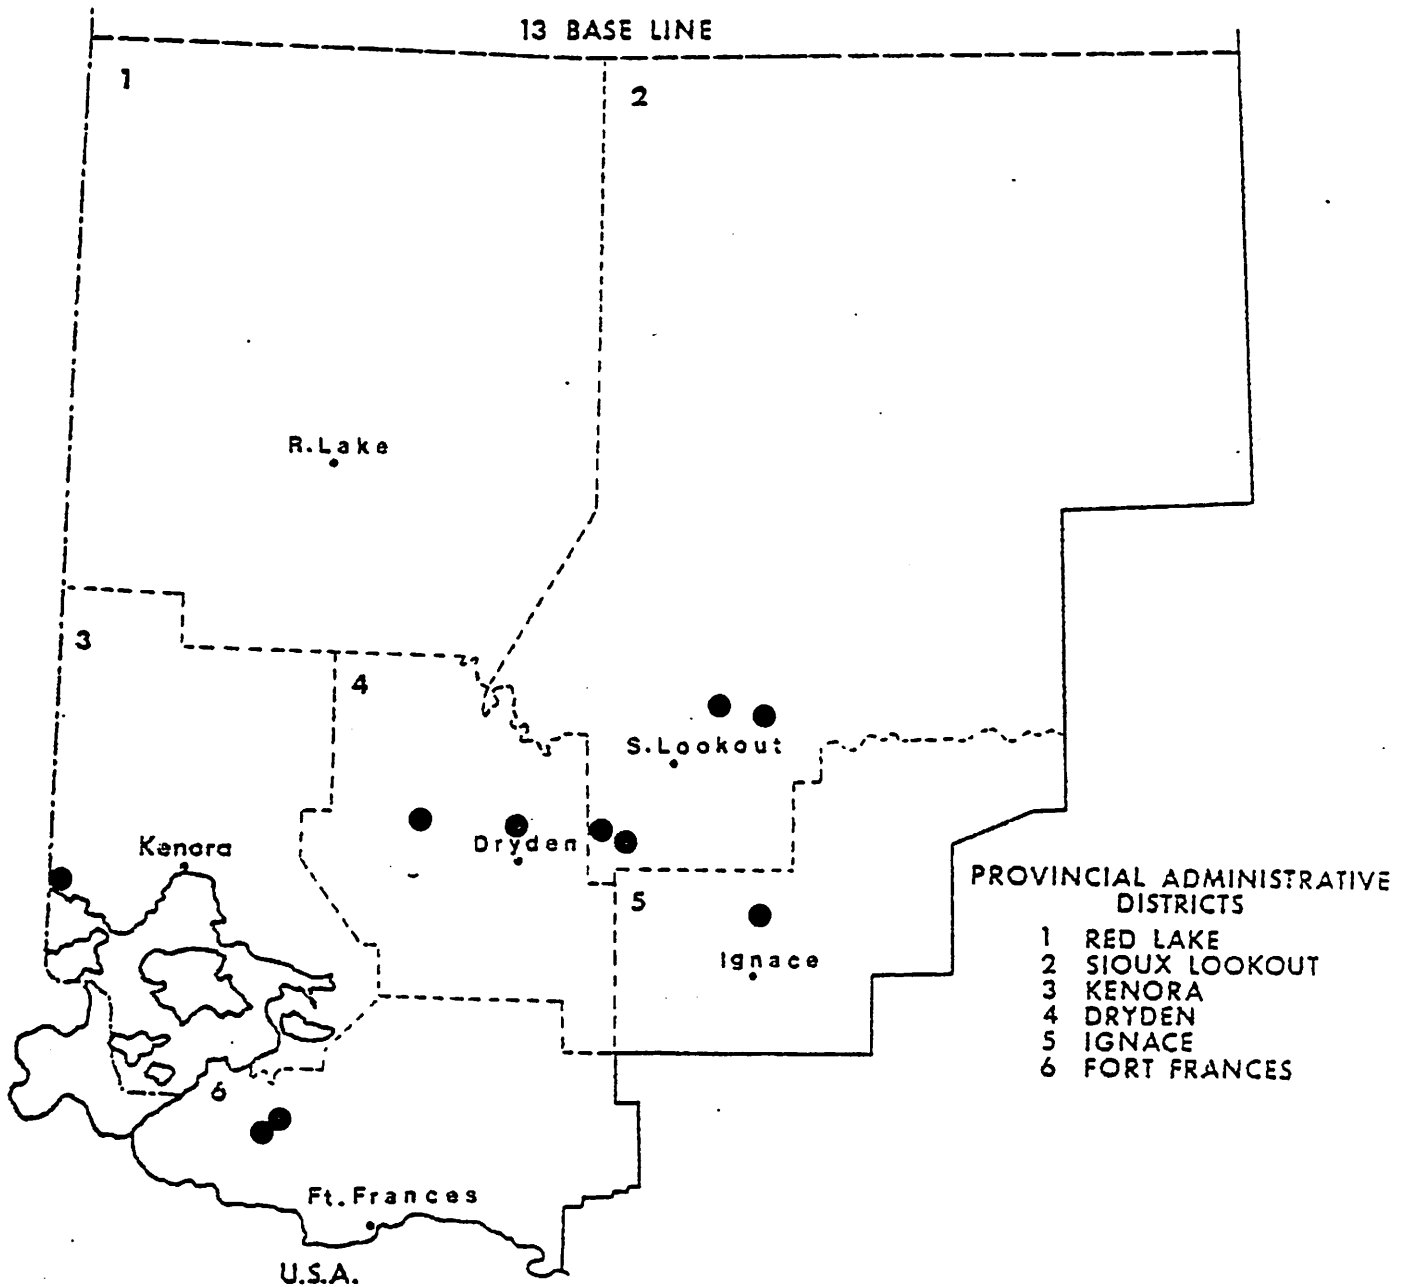 13 BASE LINE
1
2
R.Lake
3
4
S.Lookout
Kenora
Dryden
5
Ignace
6
Ft.Frances
U.S.A.
PROVINCIAL ADMINISTRATIVE
DISTRICTS
1 RED LAKE
2 SIOUX LOOKOUT
3 KENORA
4 DRYDEN
5 IGNACE
6 FORT FRANCES